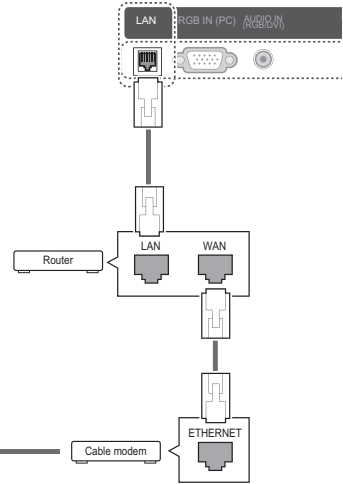 LAN
RGB IN (PC)
AUDIO IN
(RGB/DVI)
LAN
WAN
Router
ETHERNET
Cable modem